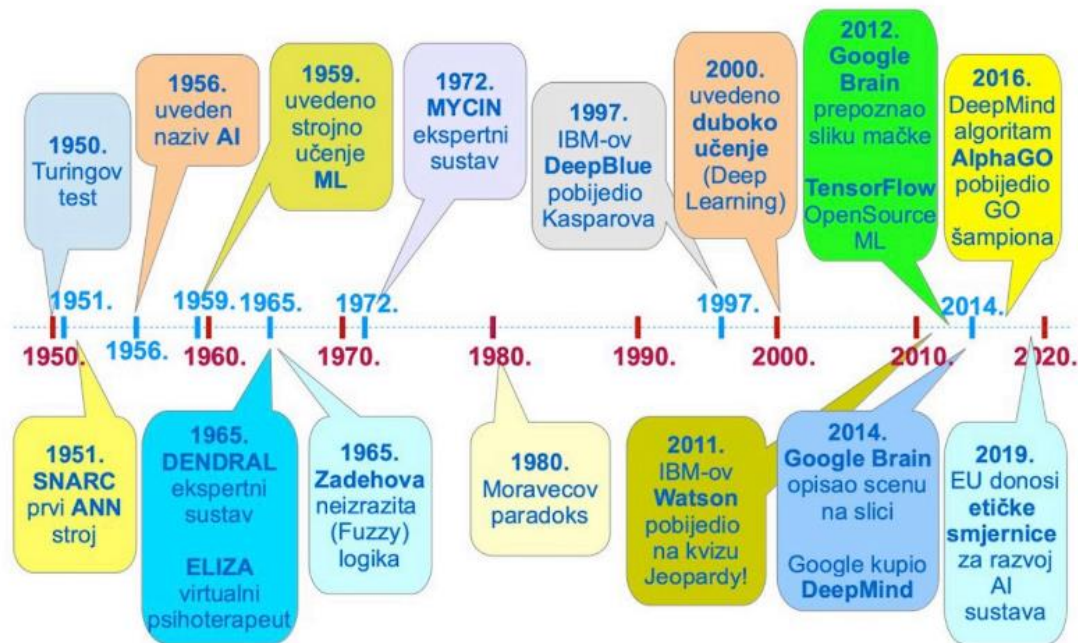 1950.
Turingov
test
1956.
uveden
naziv AI
1959.
uvedeno
strojno
učenje
ML
1972.
MYCIN
ekspertni
sustav
1997.
IBM-ov
DeepBlue
pobijedio
Kasparova
2000.
uvedeno
duboko
učenje
(Deep
Learning)
2012.
Google
Brain
prepoznao
sliku mačke
TensorFlow
OpenSource
ML
2016.
DeepMind
algoritam
AlphaGO
pobijedio
GO
šampiona
1951.
1959.
1965.
1972.
1997.
2014.
1950.
1956.
1960.
1970.
1980.
1990.
2000.
2010.
2020.
1951.
SNARC
prvi ANN
stroj
1965.
DENDRAL
ekspertni
sustav
ELIZA
virtualni
psihoterapeut
1965.
Zadehova
neizrazita
(Fuzzy)
logika
1980.
Moravecov
paradoks
2011.
IBM-ov
Watson
pobijedio
na kvizu
Jeopardy!
2014.
Google Brain
opisao scenu
na slici
Google kupio
DeepMind
2019.
EU donosi
etičke
smjernice
za razvoj
AI
sustava